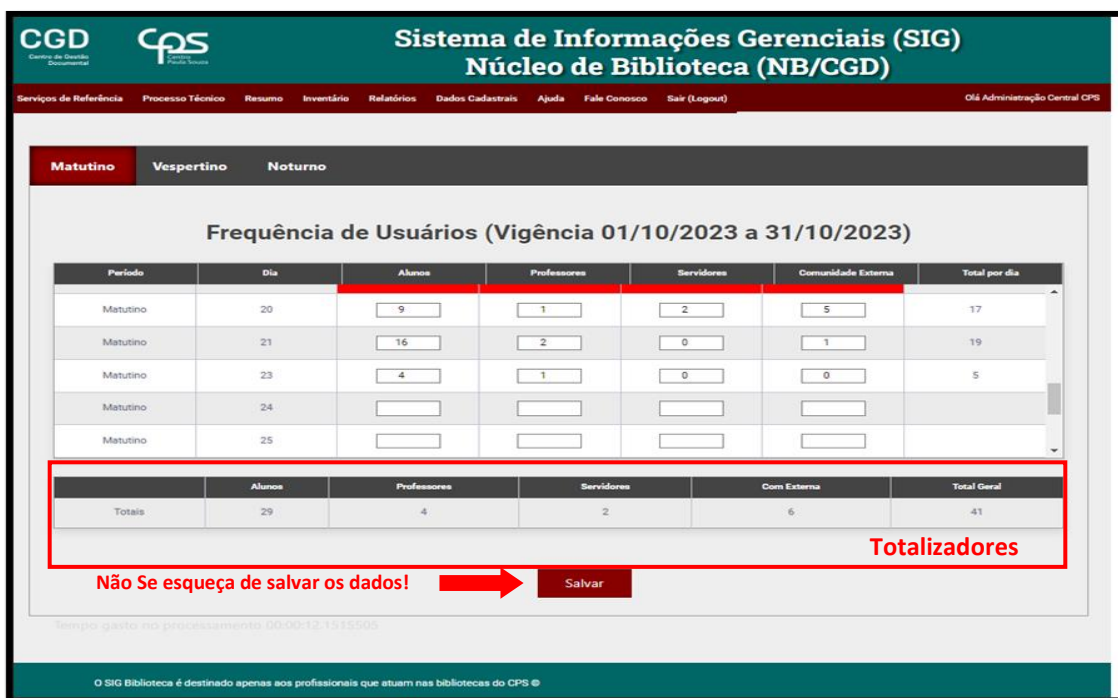 CGD
Centro de Gestão
Documental
CPS
Centro
Paula Souza
Sistema de Informações Gerenciais (SIG)
Núcleo de Biblioteca (NB/CGD)
Serviços de Referência Processo Técnico Resumo Inventário Relatórios Dados Cadastrais Ajuda Fale Conosco Sair (Logout) Olá Administração Central CPS
Matutino Vespertino Noturno
Frequência de Usuários (Vigência 01/10/2023 a 31/10/2023)
Período Dia Alunos Professores Servidores Comunidade Externa Total por dia
Matutino 20 9 1 2 5 17
Matutino 21 16 2 0 1 19
Matutino 23 4 1 0 0 5
Matutino 24
Matutino 25
Alunos Professores Servidores Com Externa Total Geral
Totais 29 4 2 6 41
Totalizadores
Não Se esqueça de salvar os dados! Salvar
Tempo gasto no processamento 00:00:12.1515505
O SIG Biblioteca é destinado apenas aos profissionais que atuam nas bibliotecas do CPS ©